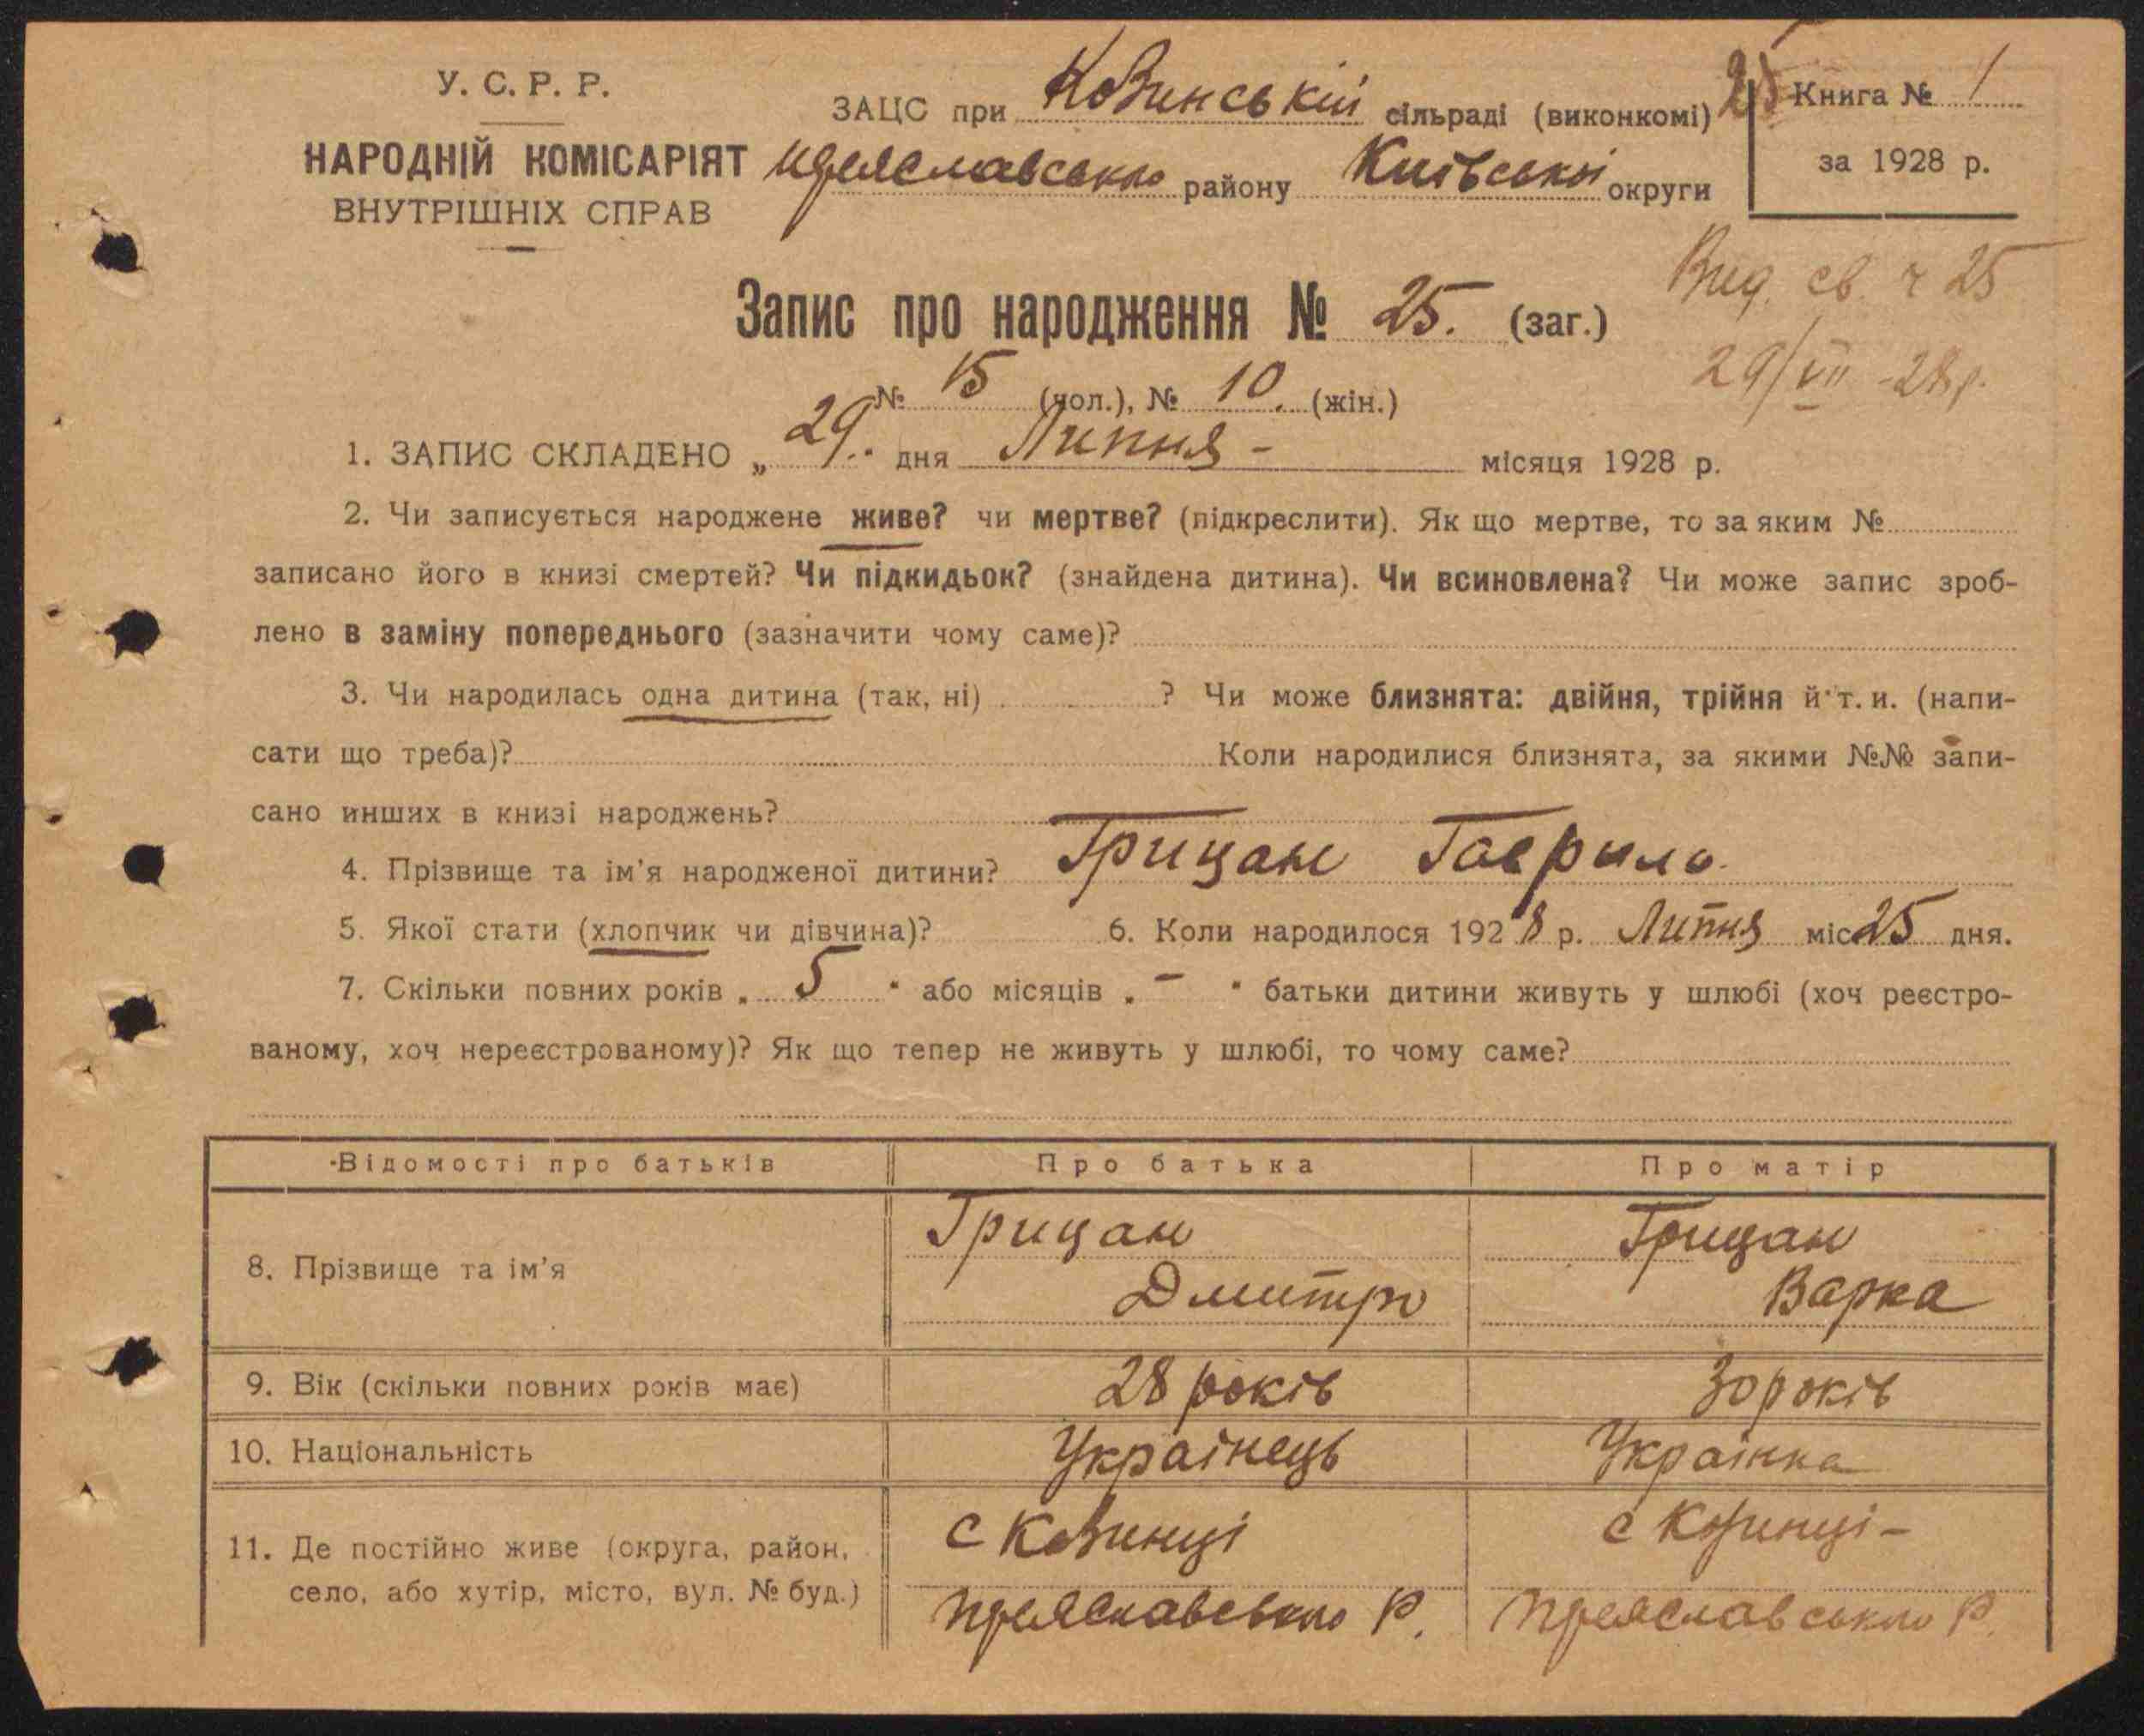 У. С. Р. Р.
НАРОДНІЙ КОМІСАРІЯТ
ВНУТРІШНІХ СПРАВ
ЗАЦС при Ковинській сільраді (виконкомі)
Преяславського району Київської округи
25 Книга № 1
за 1928 р.
Запис про народження № 25. (заг.)
Вид. св. ч 25
29/VII -28 р.
№ 15 (чол.), № 10. (жін.)
1. ЗАПИС СКЛАДЕНО „ 29." дня Липня - місяця 1928 р.
2. Чи записується народжене живе? чи мертве? (підкреслити). Як що мертве, то за яким №
записано його в книзі смертей? Чи підкидьок? (знайдена дитина). Чи всиновлена? Чи може запис зроб-
лено в заміну попереднього (зазначити чому саме)?
3. Чи народилась одна дитина (так, ні) ? Чи може близнята: двійня, трійня й т. и. (напи-
сати що треба)? Коли народилися близнята, за якими №№ запи-
сано инших в книзі народжень?
4. Прізвище та ім'я народженої дитини? Грицан Гаврило.
5. Якої стати (хлопчик чи дівчина)? 6. Коли народилося 1928 р. Липня міс 25 дня.
7. Скільки повних років „ 5 " або місяців „ – " батьки дитини живуть у шлюбі (хоч реєстро-
ваному, хоч нереєстрованому)? Як що тепер не живуть у шлюбі, то чому саме?
Відомості про батьків Про батька Про матір
8. Прізвище та ім'я
Грицан
Дмитро
Грицан
Варка
9. Вік (скільки повних років має) 28 років 30 років
10. Національність Українець Українка
11. Де постійно живе (округа, район,
село, або хутір, місто, вул. № буд.)
с Ковинці
Преяславського Р.
с Ковинці -
Преяславського Р.